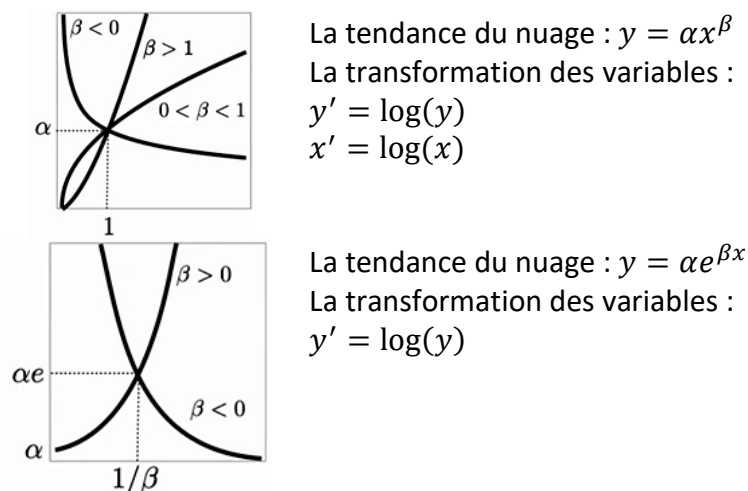 β < 0
β > 1
0 < β < 1
α
1
La tendance du nuage : y = αx^β
La transformation des variables :
y′ = log(y)
x′ = log(x)
β > 0
αe
β < 0
α
1/β
La tendance du nuage : y = αe^{βx}
La transformation des variables :
y′ = log(y)